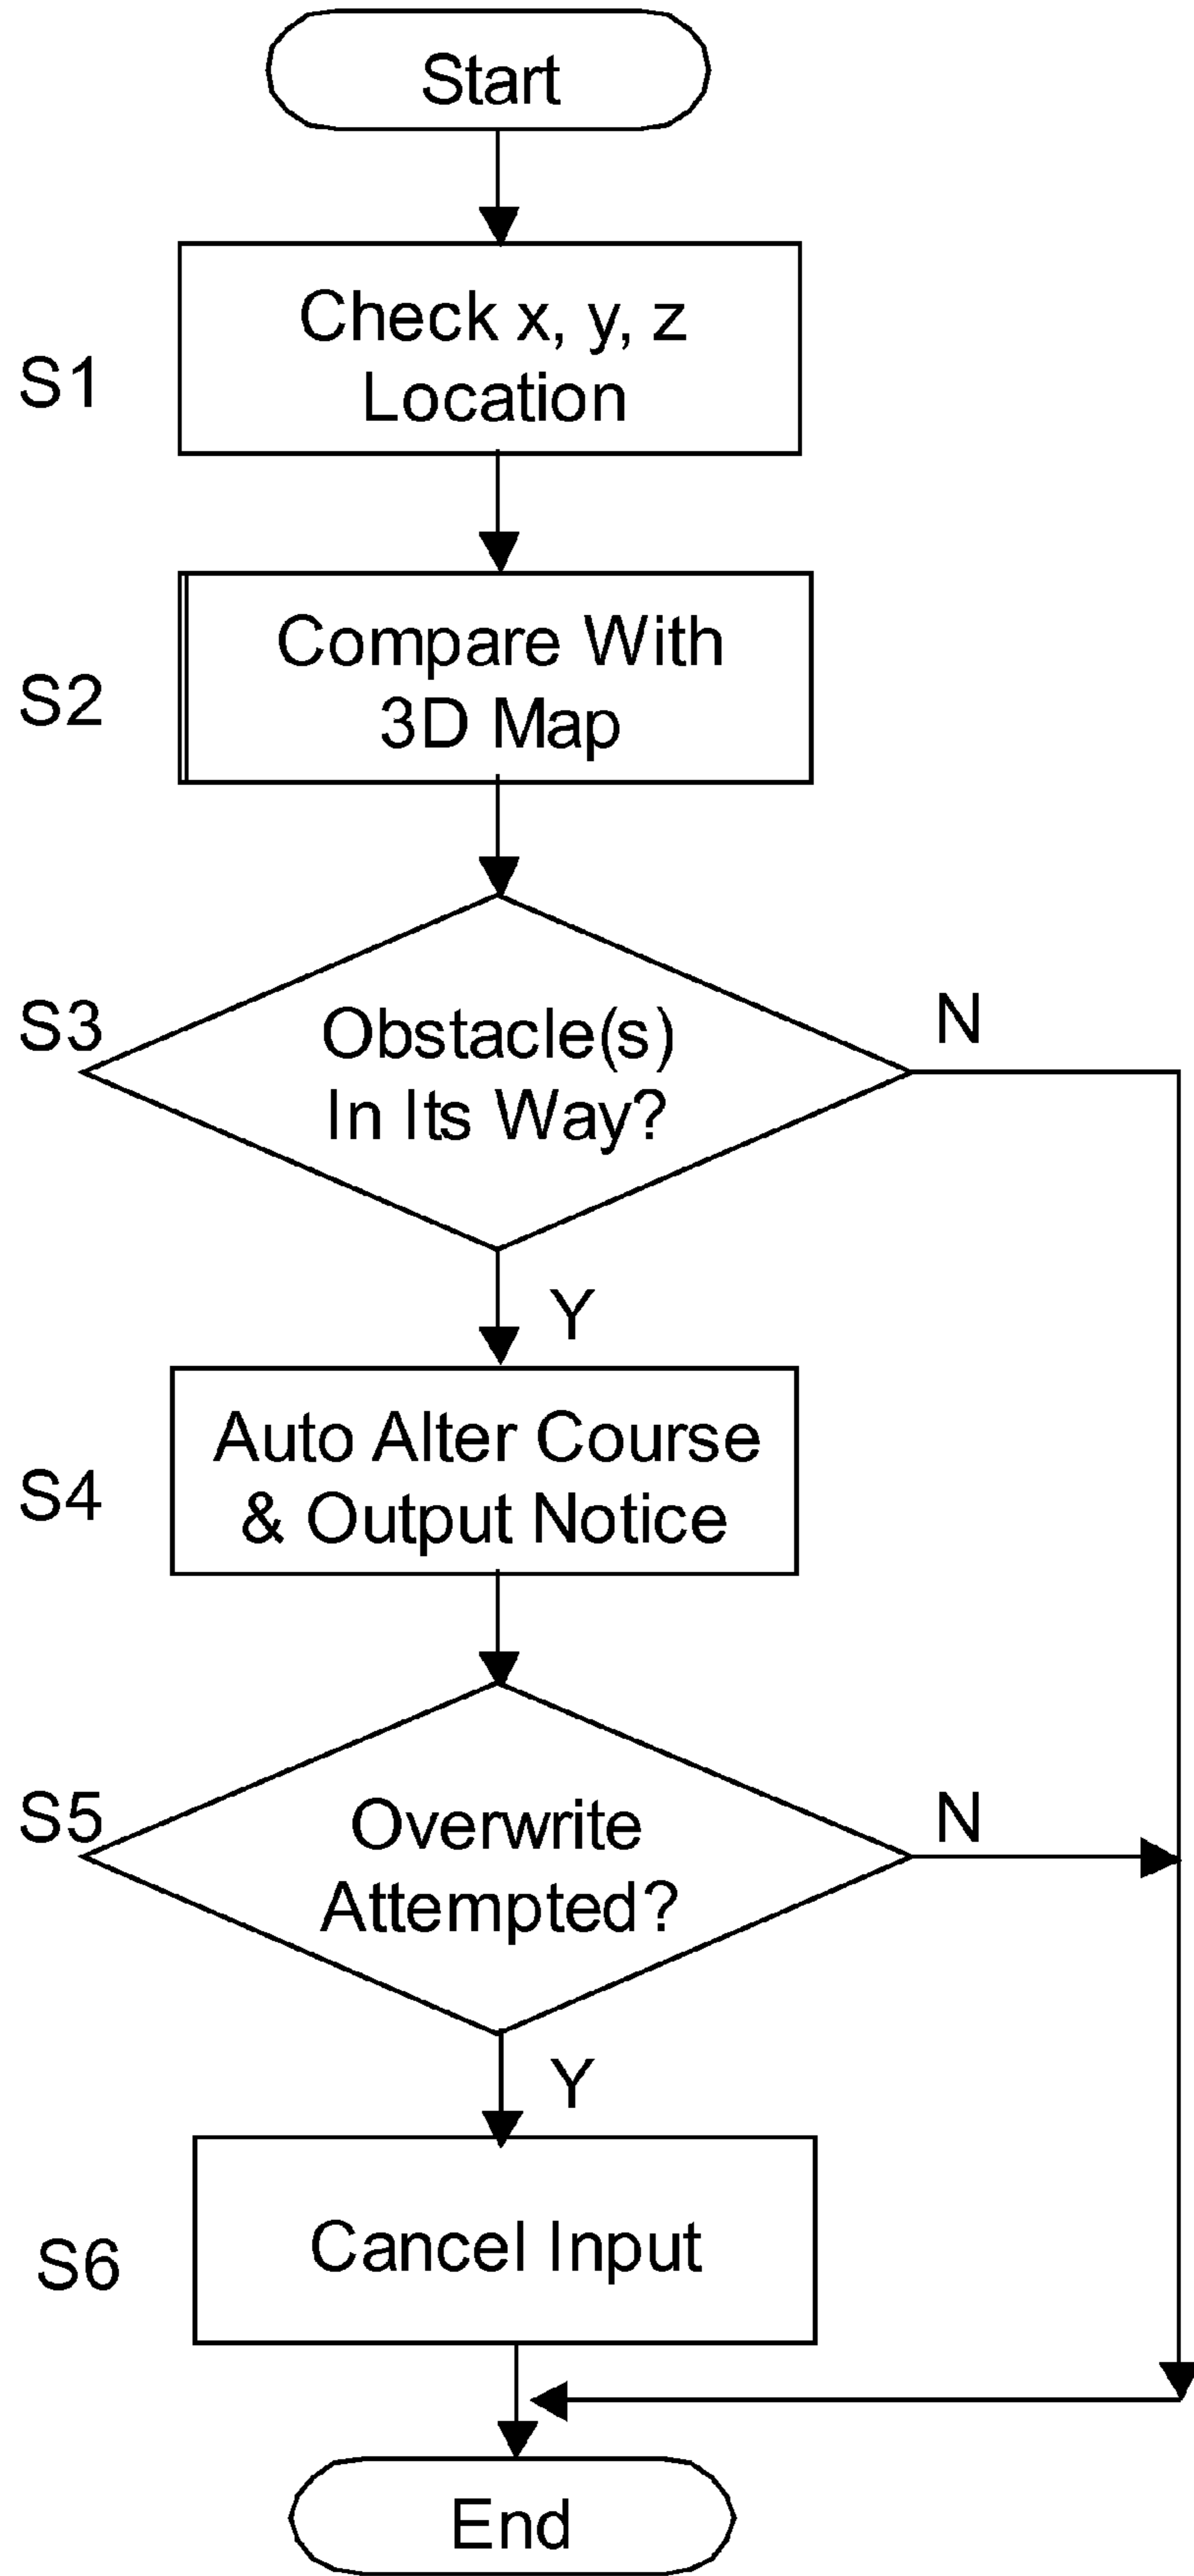 Start
S1
Check x, y, z
Location
S2
Compare With
3D Map
S3
Obstacle(s)
In Its Way?
N
Y
S4
Auto Alter Course
& Output Notice
S5
Overwrite
Attempted?
N
Y
S6
Cancel Input
End